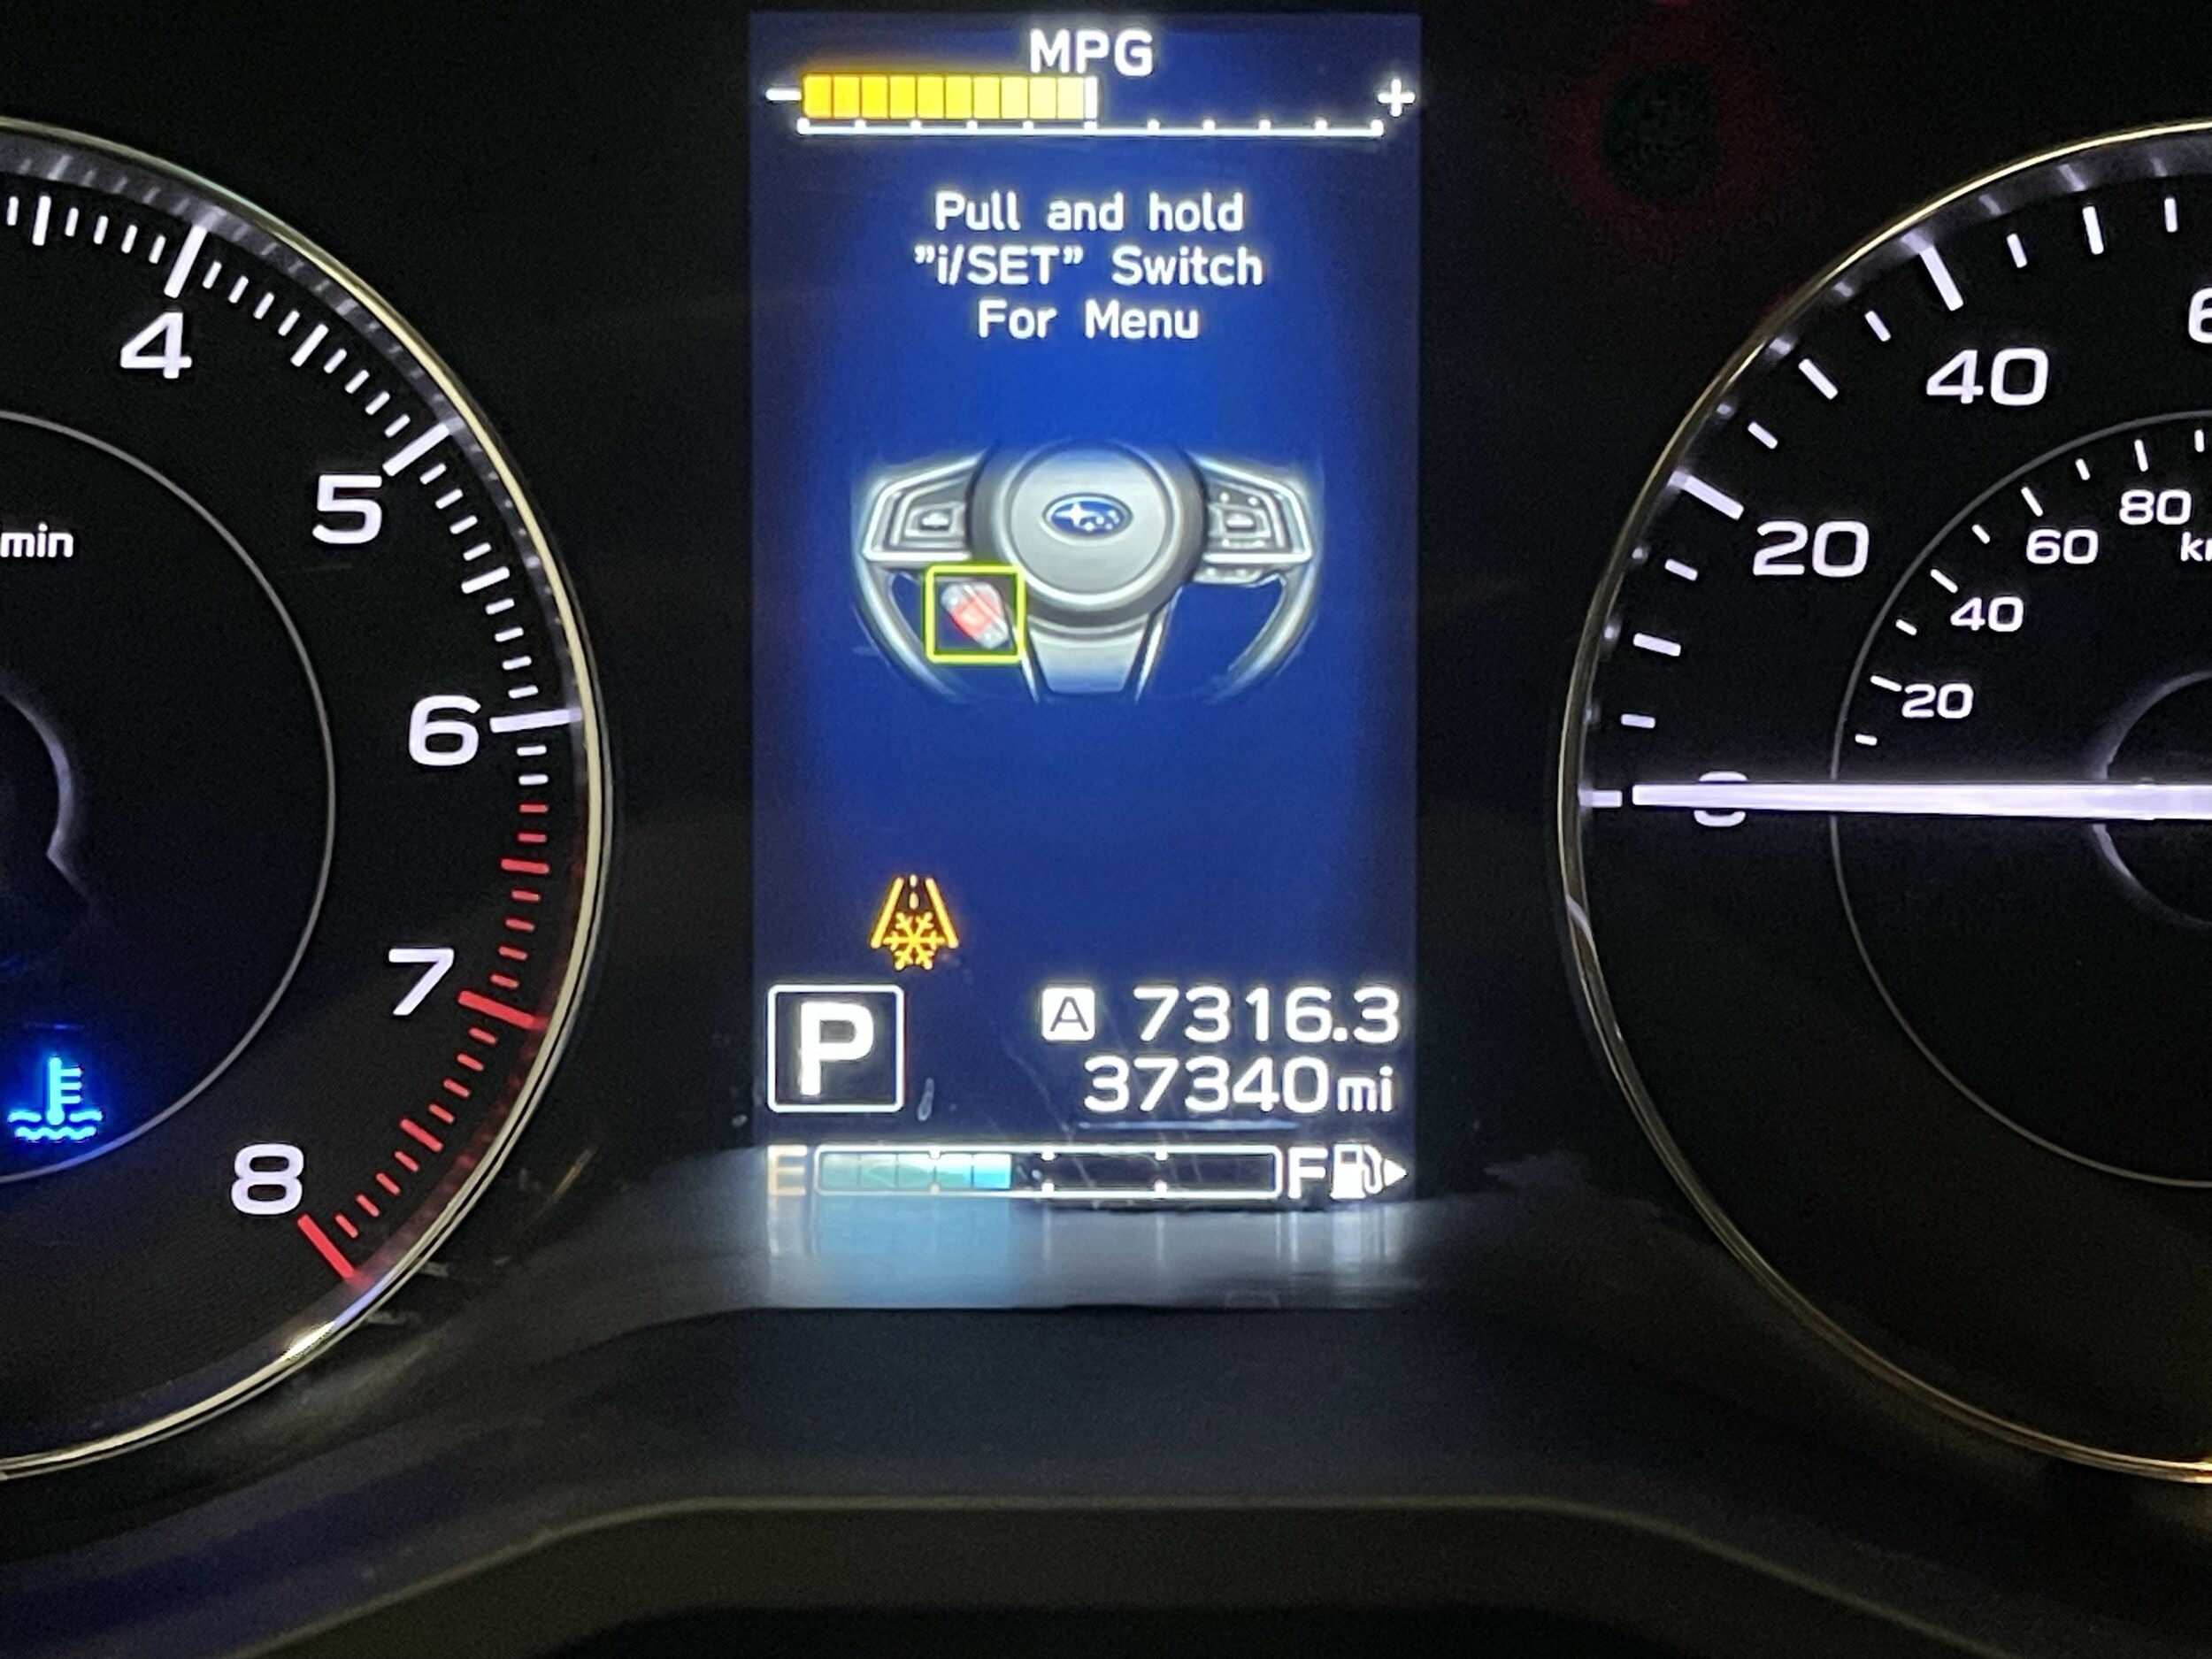 MPG
- +
Pull and hold
"i/SET" Switch
For Menu
4
5
/min
6
7
8
P
A 7316.3
37340mi
E F
40
20
0
80
60
40
20